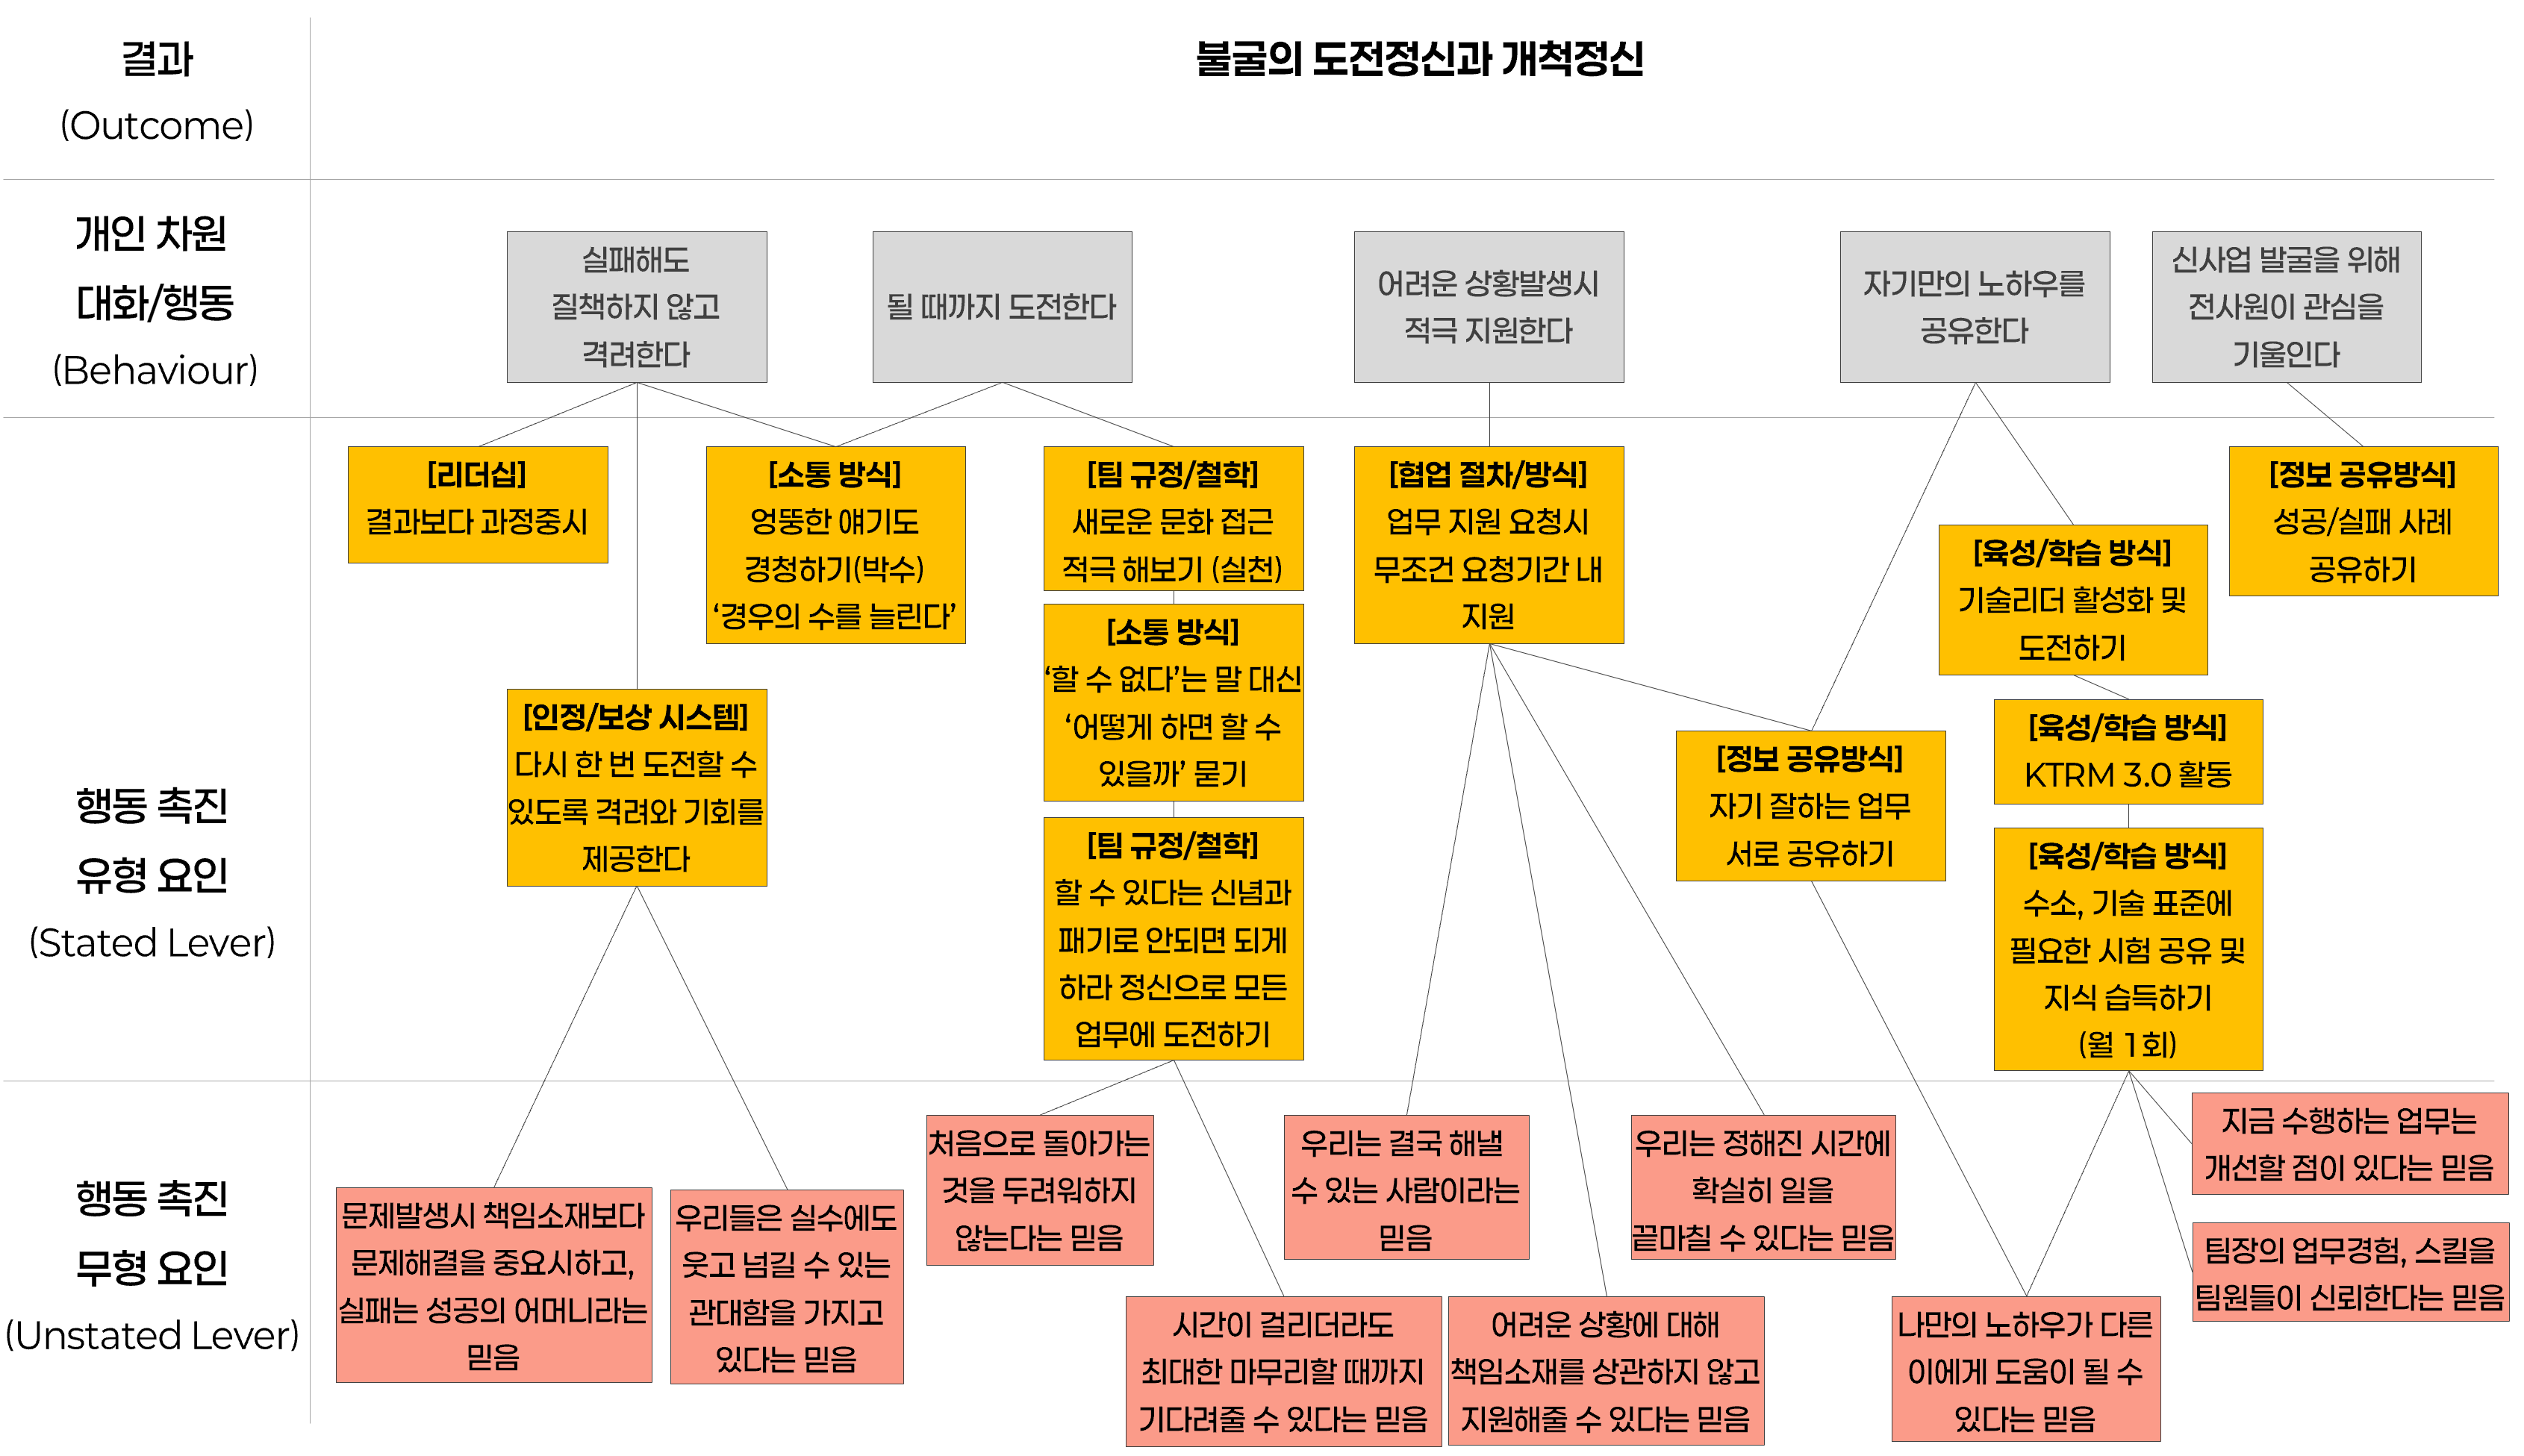 결과
(Outcome)
불굴의 도전정신과 개척정신
개인 차원
대화/행동
(Behaviour)
실패해도
질책하지 않고
격려한다
될 때까지 도전한다
어려운 상황발생시
적극 지원한다
자기만의 노하우를
공유한다
신사업 발굴을 위해
전사원이 관심을
기울인다
행동 촉진
유형 요인
(Stated Lever)
[리더십]
결과보다 과정중시
[소통 방식]
엉뚱한 얘기도
경청하기(박수)
‘경우의 수를 늘린다’
[팀 규정/철학]
새로운 문화 접근
적극 해보기 (실천)
[협업 절차/방식]
업무 지원 요청시
무조건 요청기간 내
지원
[정보 공유방식]
성공/실패 사례
공유하기
[육성/학습 방식]
기술리더 활성화 및
도전하기
[소통 방식]
‘할 수 없다’는 말 대신
‘어떻게 하면 할 수
있을까’ 묻기
[인정/보상 시스템]
다시 한 번 도전할 수
있도록 격려와 기회를
제공한다
[육성/학습 방식]
KTRM 3.0 활동
[정보 공유방식]
자기 잘하는 업무
서로 공유하기
[팀 규정/철학]
할 수 있다는 신념과
패기로 안되면 되게
하라 정신으로 모든
업무에 도전하기
[육성/학습 방식]
수소, 기술 표준에
필요한 시험 공유 및
지식 습득하기
(월 1회)
행동 촉진
무형 요인
(Unstated Lever)
문제발생시 책임소재보다
문제해결을 중요시하고,
실패는 성공의 어머니라는
믿음
우리들은 실수에도
웃고 넘길 수 있는
관대함을 가지고
있다는 믿음
처음으로 돌아가는
것을 두려워하지
않는다는 믿음
시간이 걸리더라도
최대한 마무리할 때까지
기다려줄 수 있다는 믿음
우리는 결국 해낼
수 있는 사람이라는
믿음
어려운 상황에 대해
책임소재를 상관하지 않고
지원해줄 수 있다는 믿음
우리는 정해진 시간에
확실히 일을
끝마칠 수 있다는 믿음
나만의 노하우가 다른
이에게 도움이 될 수
있다는 믿음
지금 수행하는 업무는
개선할 점이 있다는 믿음
팀장의 업무경험, 스킬을
팀원들이 신뢰한다는 믿음